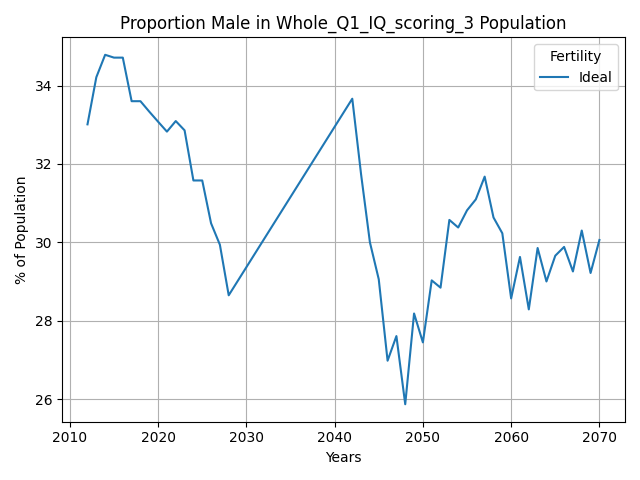 Proportion Male in Whole_Q1_IQ_scoring_3 Population
Fertility
Ideal
34
32
30
28
26
% of Population
2010 2020 2030 2040 2050 2060 2070
Years